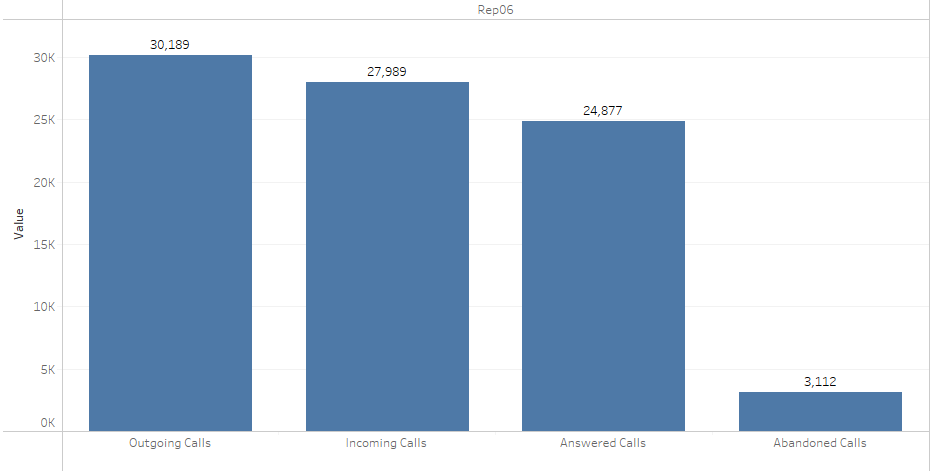 Rep06
30,189
27,989
24,877
3,112
30K
25K
20K
15K
10K
5K
0K
Value
Outgoing Calls
Incoming Calls
Answered Calls
Abandoned Calls